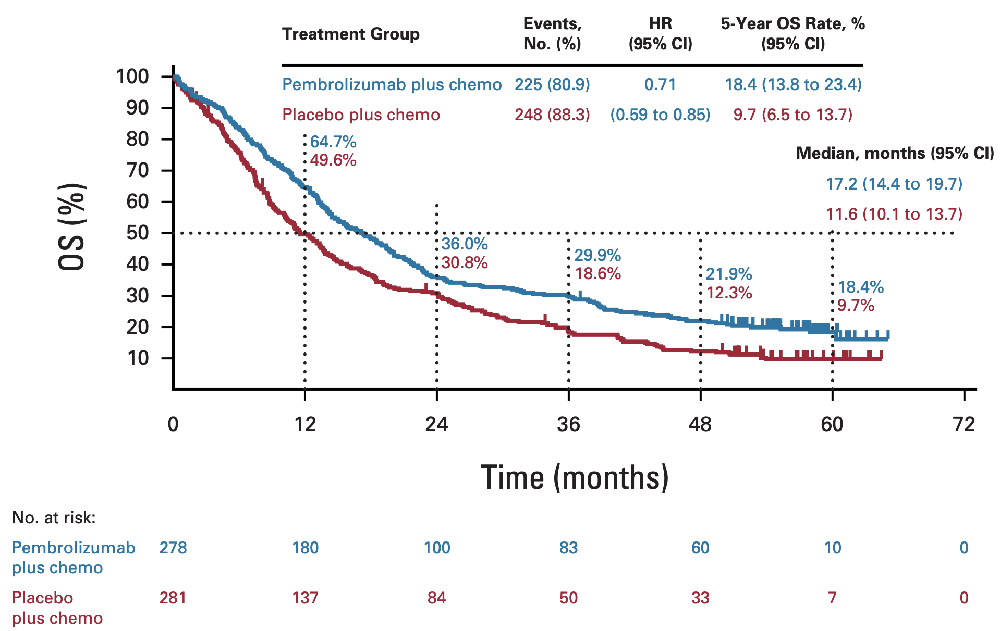 Treatment Group Events, No. (%) HR (95% CI) 5-Year OS Rate, % (95% CI)
Pembrolizumab plus chemo 225 (80.9) 0.71 18.4 (13.8 to 23.4)
Placebo plus chemo 248 (88.3) (0.59 to 0.85) 9.7 (6.5 to 13.7)
Median, months (95% CI)
17.2 (14.4 to 19.7)
11.6 (10.1 to 13.7)
OS (%)
100
90
80
70
60
50
40
30
20
10
64.7%
49.6%
36.0%
30.8%
29.9%
18.6%
21.9%
12.3%
18.4%
9.7%
0 12 24 36 48 60 72
Time (months)
No. at risk:
Pembrolizumab plus chemo 278 180 100 83 60 10 0
Placebo plus chemo 281 137 84 50 33 7 0